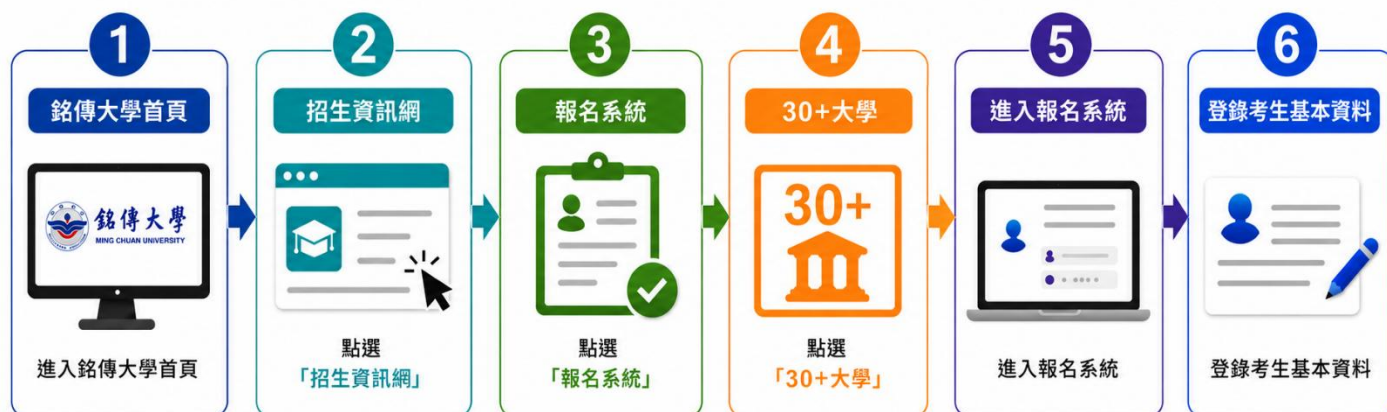 1
銘傳大學首頁
銘傳大學
MING CHUAN UNIVERSITY
進入銘傳大學首頁
2
招生資訊網
點選
「招生資訊網」
3
報名系統
點選
「報名系統」
4
30+大學
30+
點選
「30+大學」
5
進入報名系統
進入報名系統
6
登錄考生基本資料
登錄考生基本資料